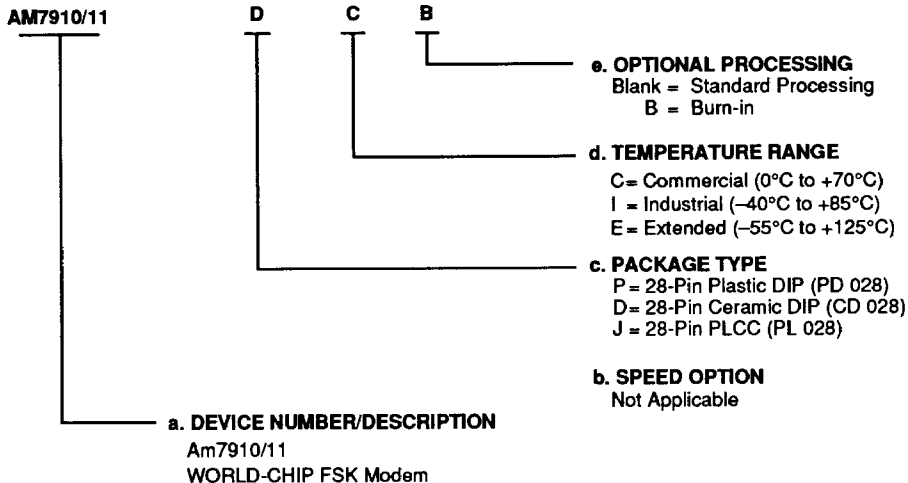 AM7910/11 D C B
e. OPTIONAL PROCESSING
Blank = Standard Processing
B = Burn-in
d. TEMPERATURE RANGE
C= Commercial (0°C to +70°C)
I = Industrial (–40°C to +85°C)
E = Extended (–55°C to +125°C)
c. PACKAGE TYPE
P = 28-Pin Plastic DIP (PD 028)
D= 28-Pin Ceramic DIP (CD 028)
J = 28-Pin PLCC (PL 028)
b. SPEED OPTION
Not Applicable
a. DEVICE NUMBER/DESCRIPTION
Am7910/11
WORLD-CHIP FSK Modem